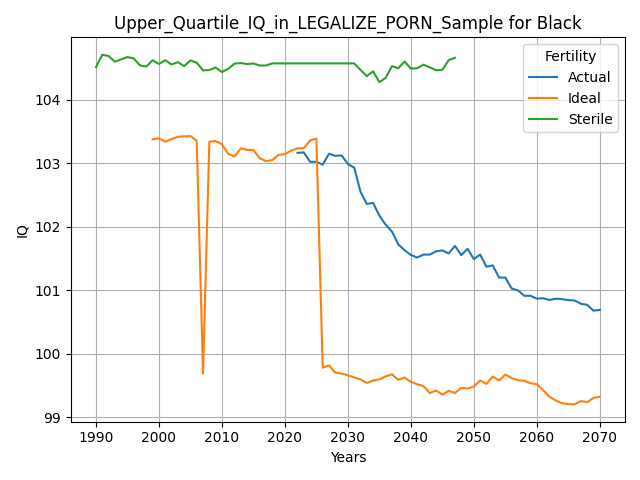 Upper_Quartile_IQ_in_LEGALIZE_PORN_Sample for Black
Fertility
Actual
Ideal
Sterile
104
103
102
101
100
99
IQ
1990 2000 2010 2020 2030 2040 2050 2060 2070
Years